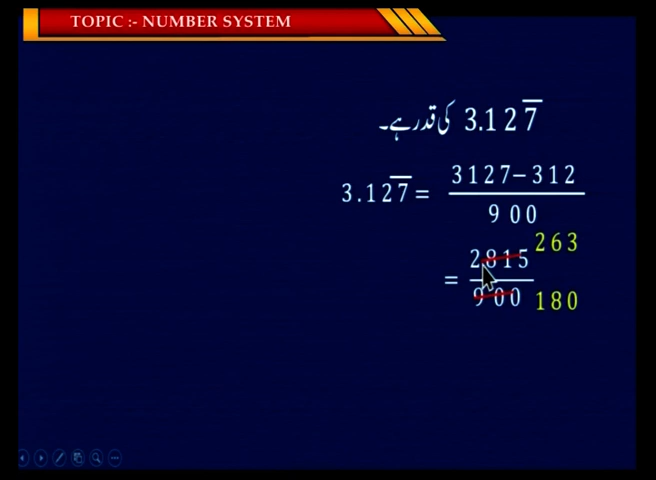 TOPIC :- NUMBER SYSTEM
3.127̅ کی قدر ہے۔
3.127̅ = 3127–312
900
= 2815 263
900 180